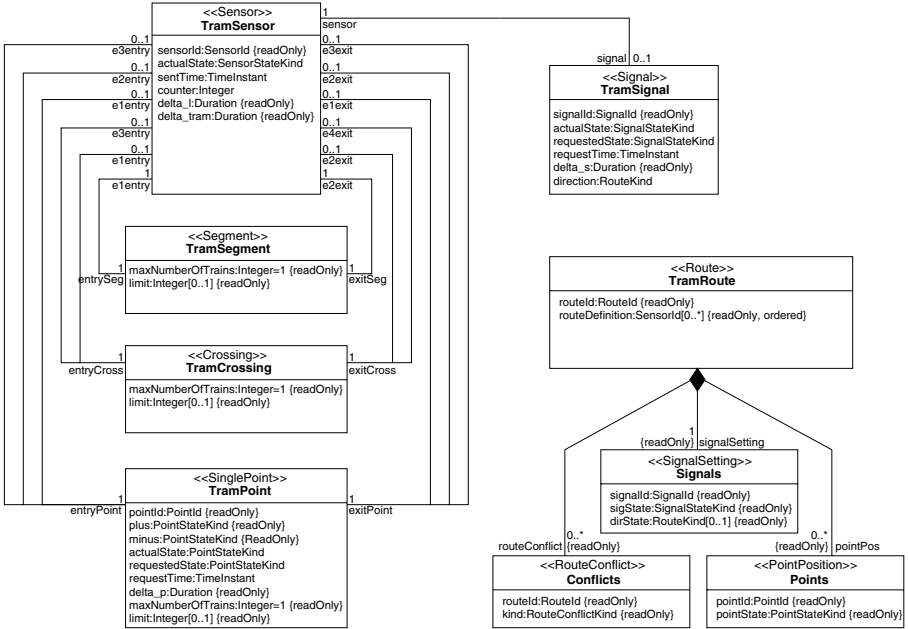 <<Sensor>>
TramSensor
sensorId:SensorId {readOnly}
actualState:SensorStateKind
sentTime:TimeInstant
counter:Integer
delta_l:Duration {readOnly}
delta_tram:Duration {readOnly}
0..1
e3entry
0..1
e2entry
0..1
e1entry
0..1
e3entry
0..1
e1entry
1
e1entry
1
sensor
0..1
e3exit
0..1
e2exit
0..1
e1exit
0..1
e4exit
0..1
e2exit
1
e2exit
signal 0..1
<<Signal>>
TramSignal
signalId:SignalId {readOnly}
actualState:SignalStateKind
requestedState:SignalStateKind
requestTime:TimeInstant
delta_s:Duration {readOnly}
direction:RouteKind
<<Segment>>
TramSegment
maxNumberOfTrains:Integer=1 {readOnly}
limit:Integer[0..1] {readOnly}
1
entrySeg
1
exitSeg
<<Crossing>>
TramCrossing
maxNumberOfTrains:Integer=1 {readOnly}
limit:Integer[0..1] {readOnly}
1
entryCross
1
exitCross
<<SinglePoint>>
TramPoint
pointId:PointId {readOnly}
plus:PointStateKind {readOnly}
minus:PointStateKind {ReadOnly}
actualState:PointStateKind
requestedState:PointStateKind
requestTime:TimeInstant
delta_p:Duration {readOnly}
maxNumberOfTrains:Integer=1 {readOnly}
limit:Integer[0..1] {readOnly}
1
entryPoint
1
exitPoint
<<Route>>
TramRoute
routeId:RouteId {readOnly}
routeDefinition:SensorId[0..*] {readOnly, ordered}
1
{readOnly} signalSetting
<<SignalSetting>>
Signals
signalId:SignalId {readOnly}
sigState:SignalStateKind {readOnly}
dirState:RouteKind[0..1] {readOnly}
0..*
routeConflict {readOnly}
<<RouteConflict>>
Conflicts
routeId:RouteId {readOnly}
kind:RouteConflictKind {readOnly}
0..*
{readOnly} pointPos
<<PointPosition>>
Points
pointId:PointId {readOnly}
pointState:PointStateKind {readOnly}